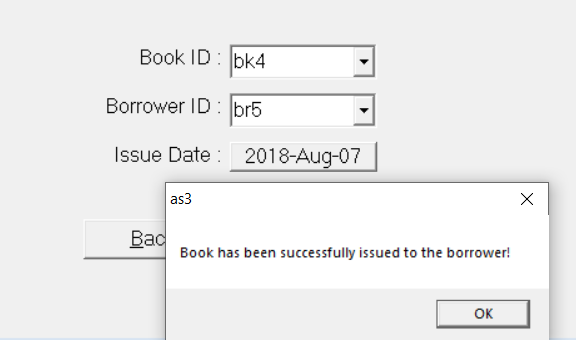 Book ID : bk4
Borrower ID : br5
Issue Date : 2018-Aug-07
as3
Bac
Book has been successfully issued to the borrower!
OK